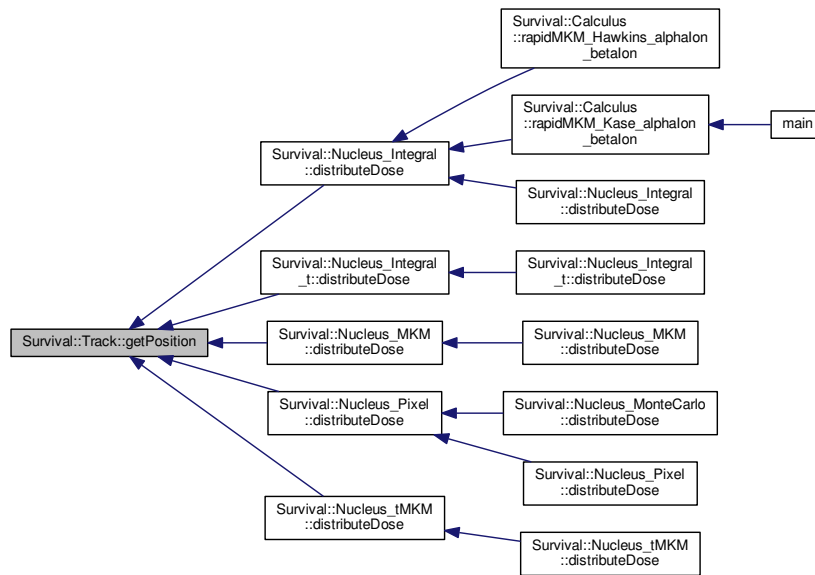 Survival::Calculus
::rapidMKM_Hawkins_alphaIon
_betaIon
Survival::Calculus
::rapidMKM_Kase_alphaIon
_betaIon
main
Survival::Nucleus_Integral
::distributeDose
Survival::Nucleus_Integral
::distributeDose
Survival::Nucleus_Integral
_t::distributeDose
Survival::Nucleus_Integral
_t::distributeDose
Survival::Track::getPosition
Survival::Nucleus_MKM
::distributeDose
Survival::Nucleus_MKM
::distributeDose
Survival::Nucleus_Pixel
::distributeDose
Survival::Nucleus_MonteCarlo
::distributeDose
Survival::Nucleus_Pixel
::distributeDose
Survival::Nucleus_tMKM
::distributeDose
Survival::Nucleus_tMKM
::distributeDose